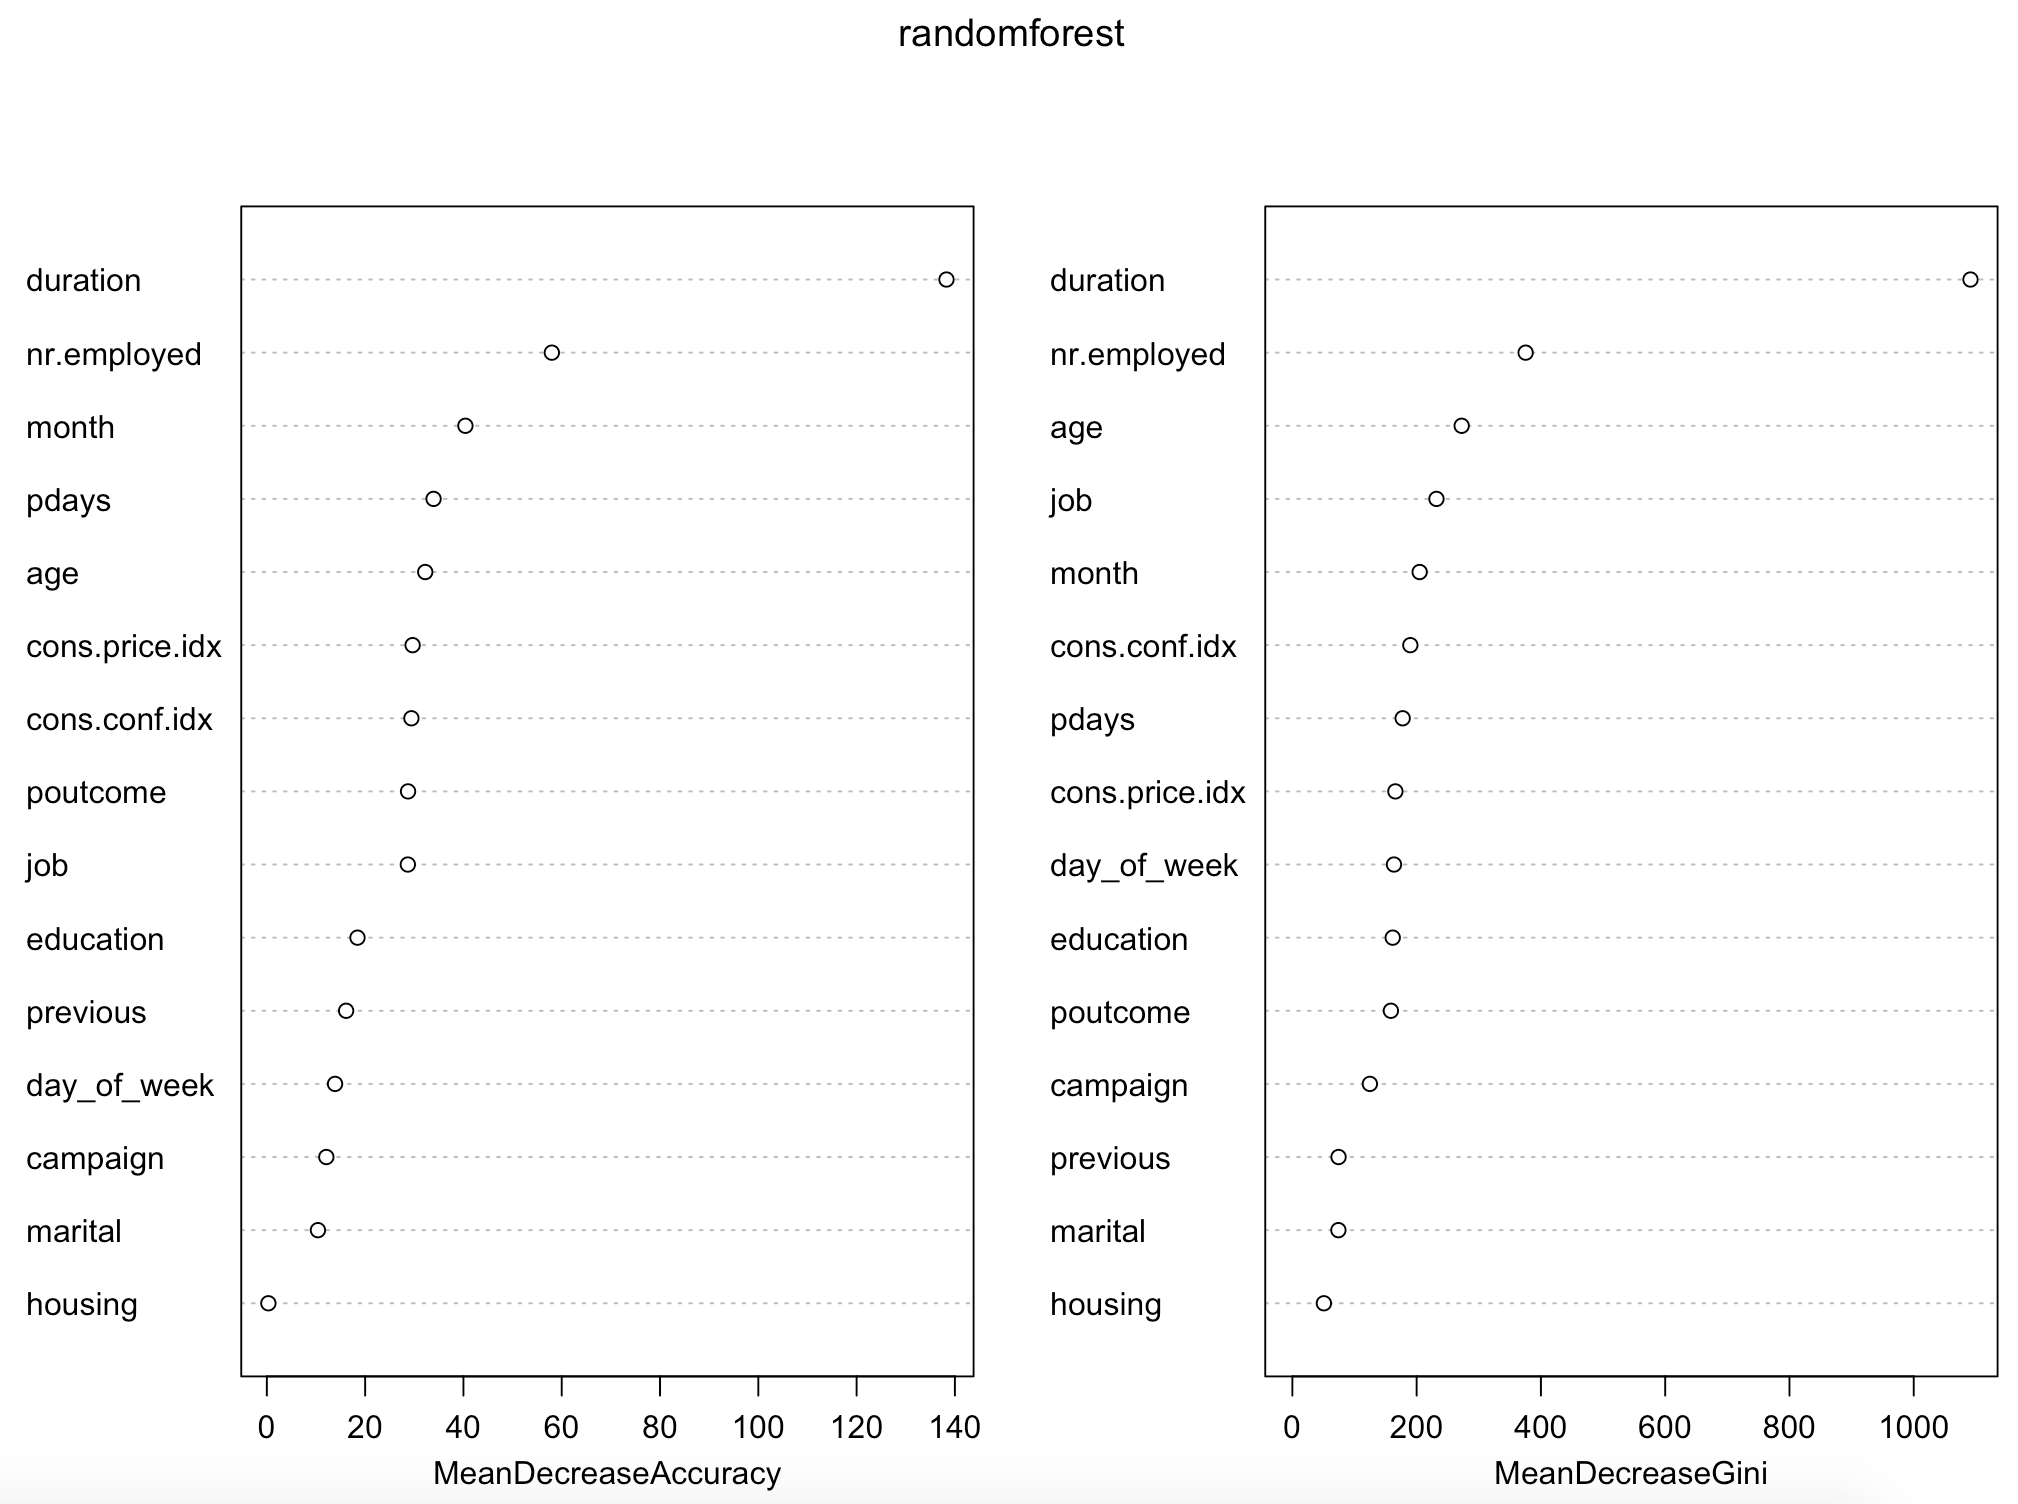 randomforest
duration
nr.employed
month
pdays
age
cons.price.idx
cons.conf.idx
poutcome
job
education
previous
day_of_week
campaign
marital
housing
0 20 40 60 80 100 120 140
MeanDecreaseAccuracy
duration
nr.employed
age
job
month
cons.conf.idx
pdays
cons.price.idx
day_of_week
education
poutcome
campaign
previous
marital
housing
0 200 400 600 800 1000
MeanDecreaseGini